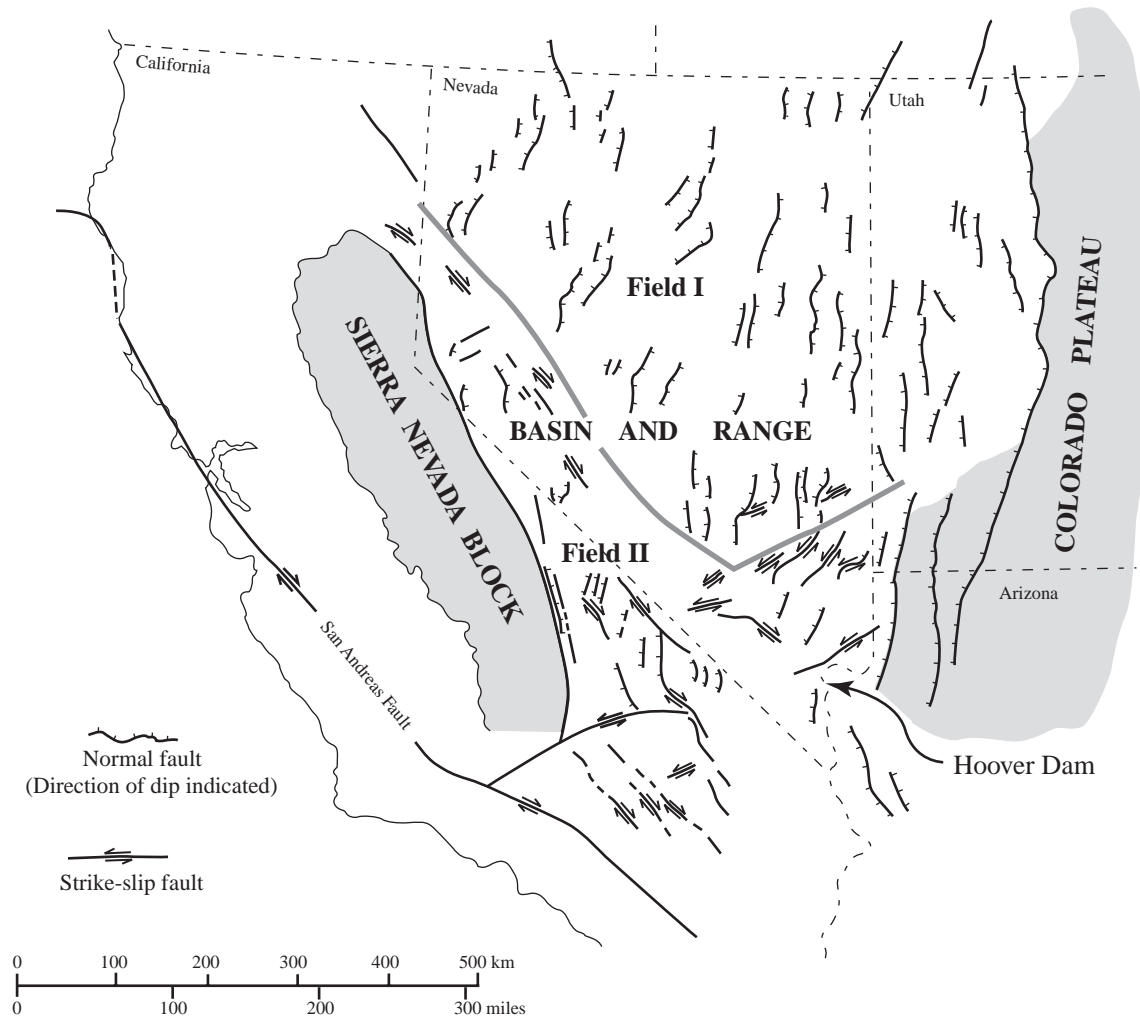 California
Nevada
Utah
Field I
COLORADO PLATEAU
SIERRA NEVADA BLOCK
BASIN AND RANGE
Field II
Arizona
San Andreas Fault
Hoover Dam
Normal fault
(Direction of dip indicated)
Strike-slip fault
0 100 200 300 400 500 km
0 100 200 300 miles